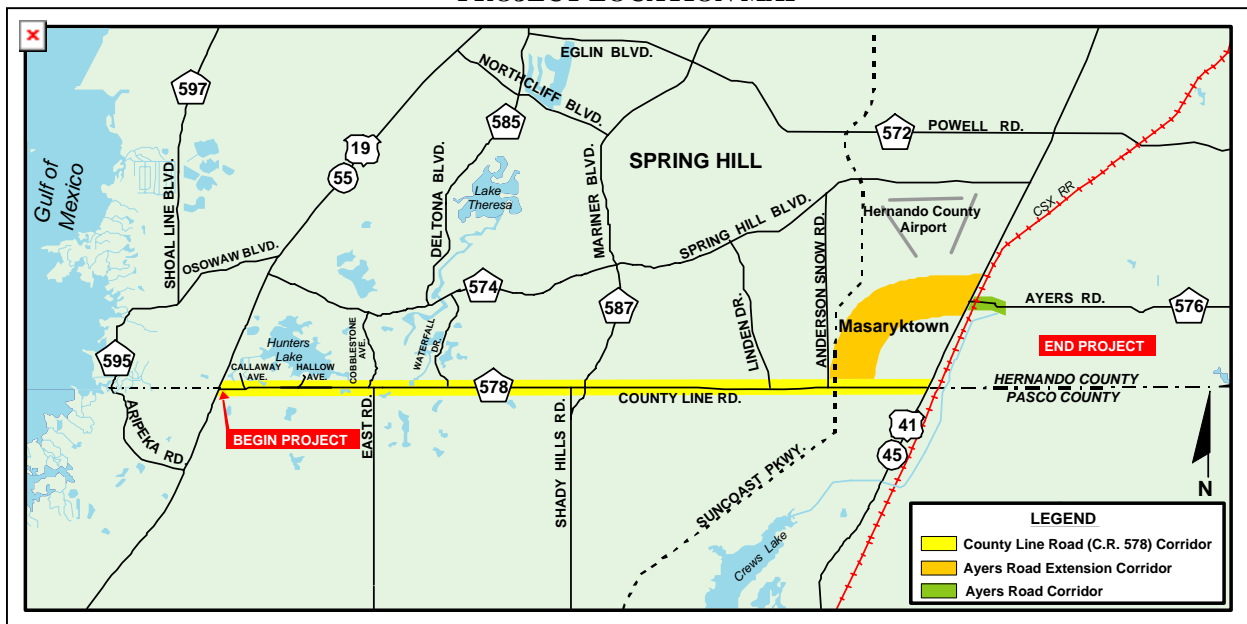 PROJECT LOCATION MAP
597
SHOAL LINE BLVD.
Gulf of
Mexico
OSOWAW BLVD.
595
ARIPEKA RD
19
55
NORTHCLIFF BLVD.
EGLIN BLVD.
585
DELTONA BLVD.
Lake
Theresa
MARINER BLVD.
SPRING HILL
572
POWELL RD.
CSX RR
SPRING HILL BLVD.
Hernando County
Airport
ANDERSON SNOW RD.
LINDEN DR.
574
587
WATERFALL
DR.
COBBLESTONE
AVE.
Hunters
Lake
CALLAWAY
AVE.
HALLOW
AVE.
Masaryktown
AYERS RD.
576
END PROJECT
HERNANDO COUNTY
PASCO COUNTY
578
COUNTY LINE RD.
BEGIN PROJECT
EAST RD.
SHADY HILLS RD.
SUNCOAST PKWY.
41
45
Crews Lake
N
LEGEND
County Line Road (C.R. 578) Corridor
Ayers Road Extension Corridor
Ayers Road Corridor